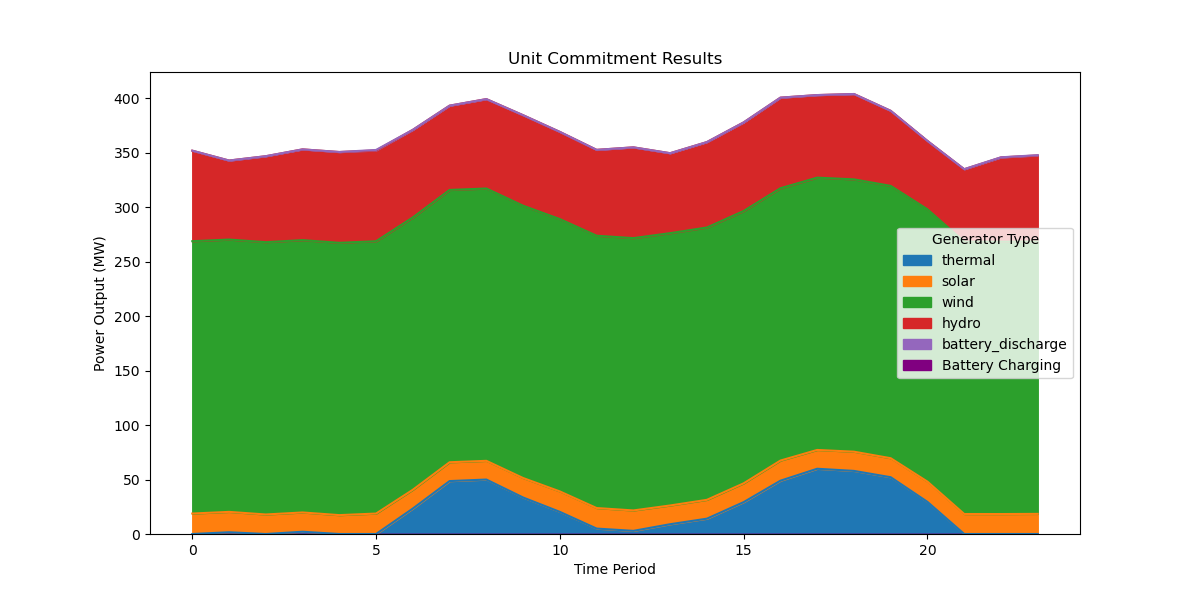 Unit Commitment Results
400
350
300
250
200
150
100
50
0
Power Output (MW)
Generator Type
thermal
solar
wind
hydro
battery_discharge
Battery Charging
0 5 10 15 20
Time Period